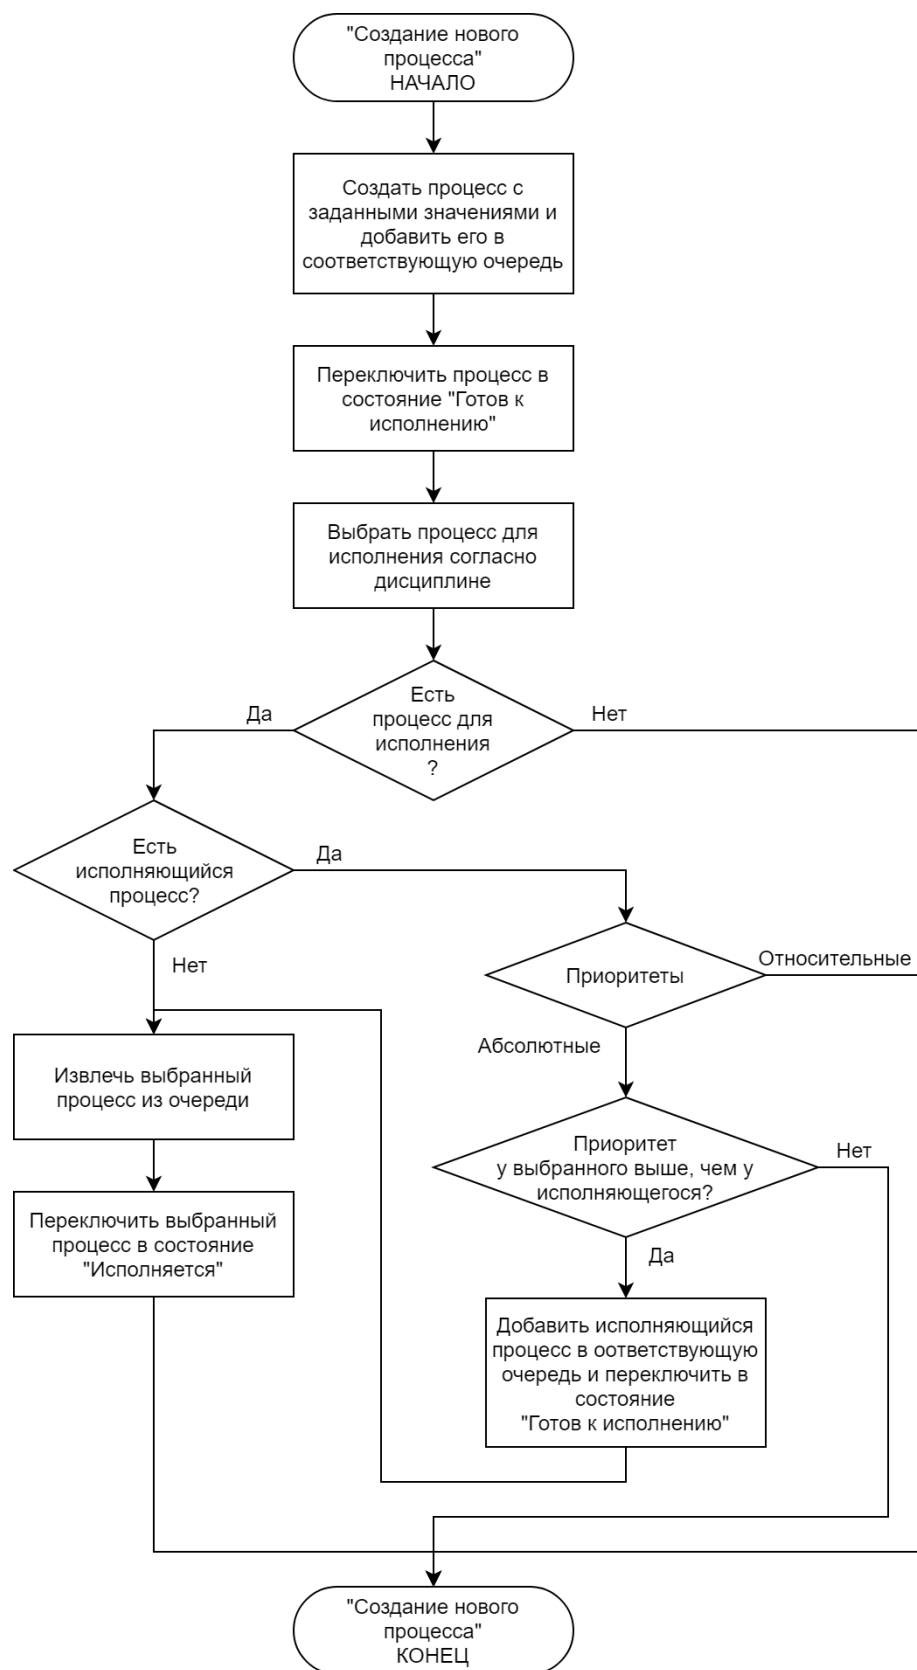 "Создание нового
процесса"
НАЧАЛО
Создать процесс с
заданными значениями и
добавить его в
соответствующую очередь
Переключить процесс в
состояние "Готов к
исполнению"
Выбрать процесс для
исполнения согласно
дисциплине
Есть
процесс для
исполнения
?
Да
Нет
Есть
исполняющийся
процесс?
Да
Нет
Приоритеты
Относительные
Абсолютные
Извлечь выбранный
процесс из очереди
Приоритет
у выбранного выше, чем у
исполняющегося?
Нет
Да
Переключить выбранный
процесс в состояние
"Исполняется"
Добавить исполняющийся
процесс в оответствующую
очередь и переключить в
состояние
"Готов к исполнению"
"Создание нового
процесса"
КОНЕЦ